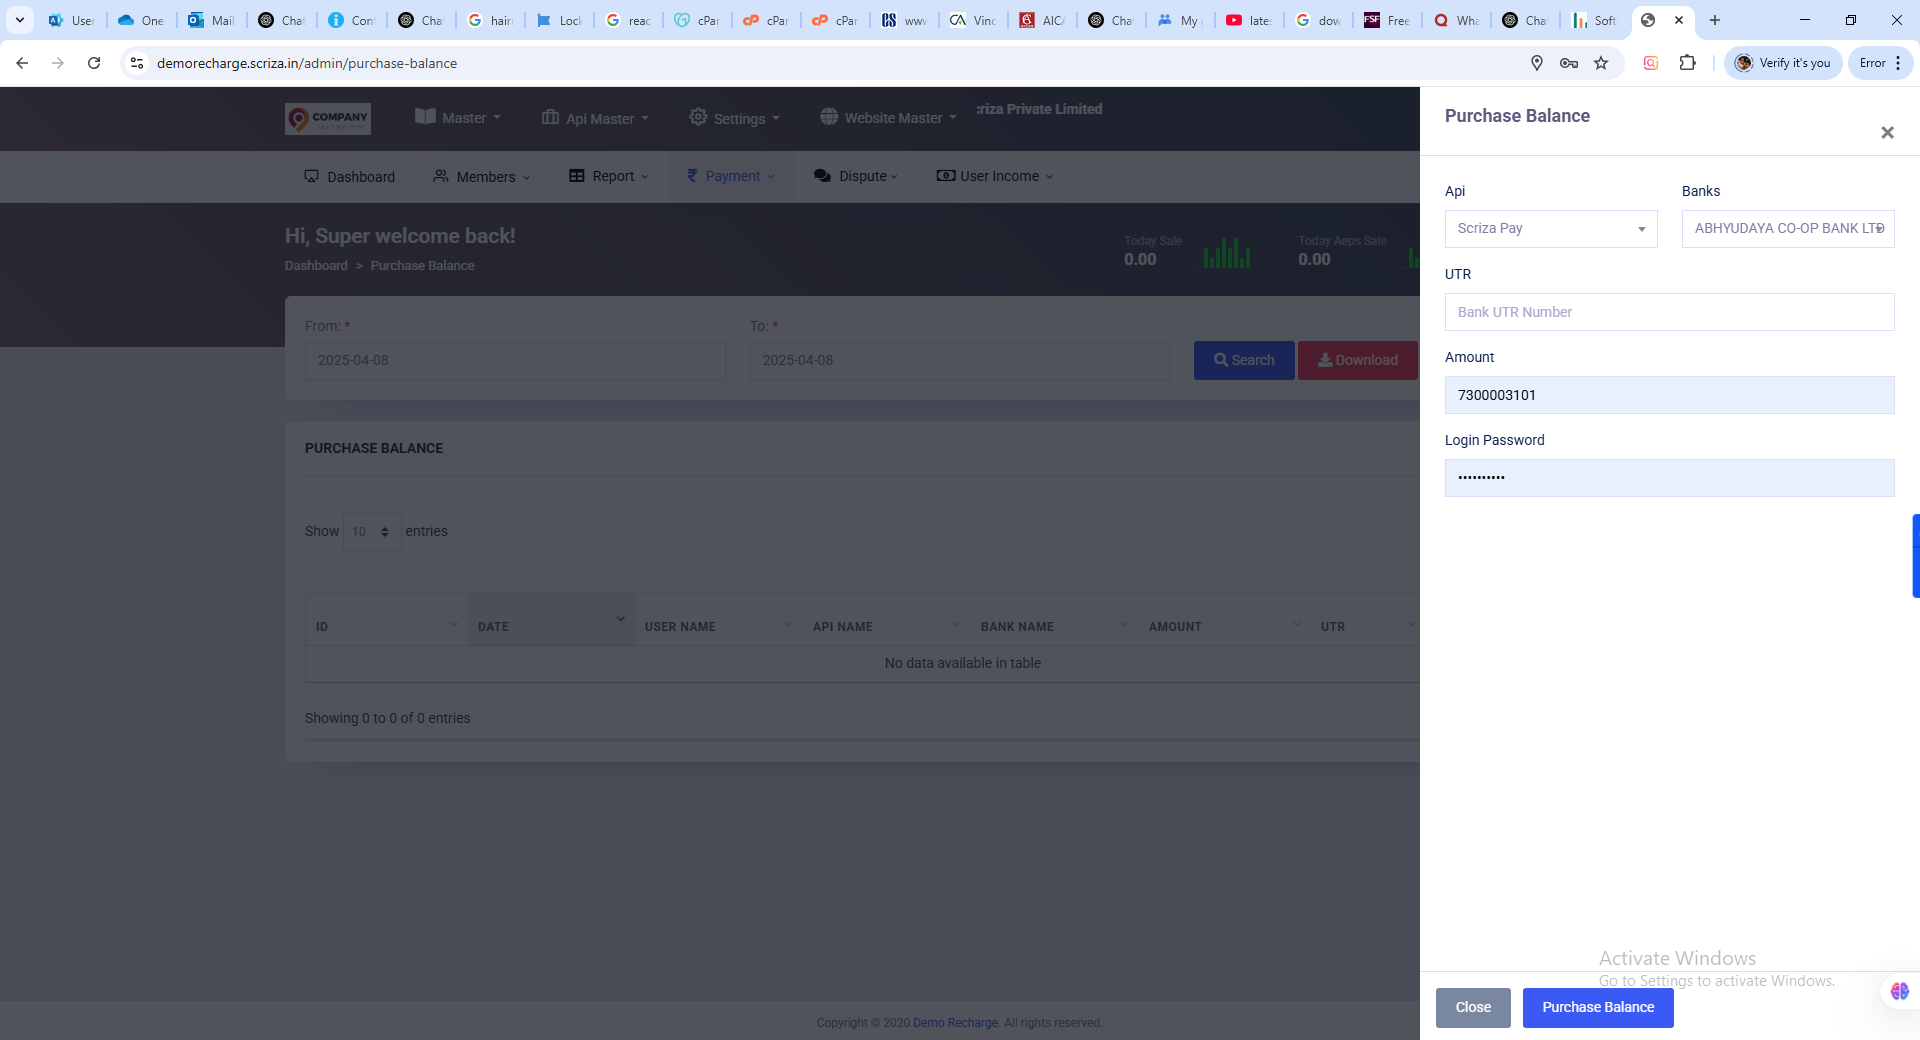 User
One
Mail
Chat
Con
Chat
hair
Lock
reac
cPar
cPar
cPar
www
Vinc
AICA
Chat
My
late
dow
Free
Wha
Chat
Soft
demorecharge.scriza.in/admin/purchase-balance
Verify it's you
Error
COMPANY
Master
Api Master
Settings
Website Master
riza Private Limited
Dashboard
Members
Report
Payment
Dispute
User Income
Hi, Super welcome back!
Dashboard > Purchase Balance
Today Sale
0.00
Today Aeps Sale
0.00
From: *
To: *
2025-04-08
2025-04-08
Search
Download
PURCHASE BALANCE
Show 10 entries
ID
DATE
USER NAME
API NAME
BANK NAME
AMOUNT
UTR
No data available in table
Showing 0 to 0 of 0 entries
Copyright © 2020 Demo Recharge. All rights reserved.
Purchase Balance
Api
Banks
Scriza Pay
ABHYUDAYA CO-OP BANK LTD
UTR
Bank UTR Number
Amount
7300003101
Login Password
••••••••••
Activate Windows
Go to Settings to activate Windows.
Close
Purchase Balance